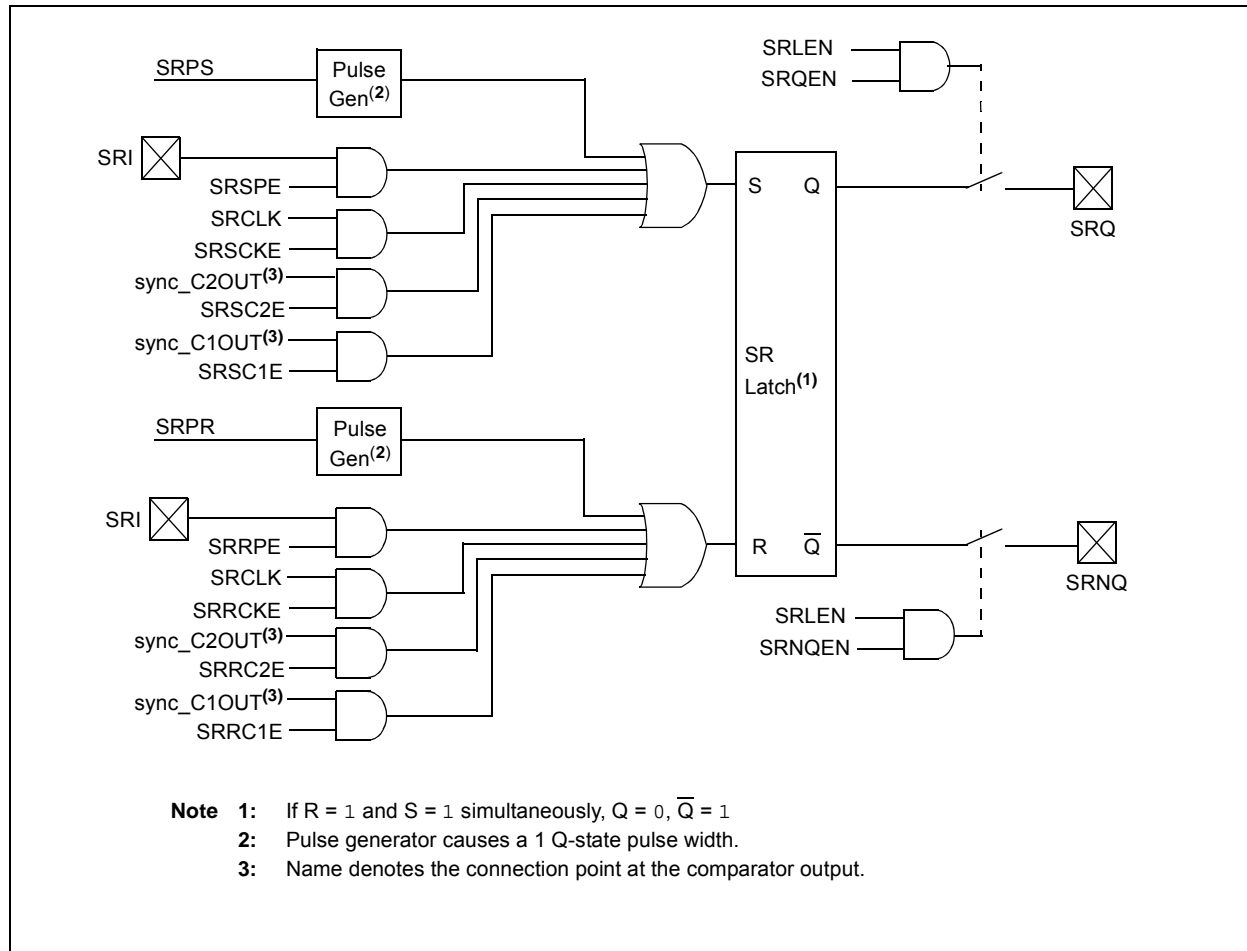 SRPS
Pulse
Gen(2)
SRI
SRSPE
SRCLK
SRSCKE
sync_C2OUT(3)
SRSC2E
sync_C1OUT(3)
SRSC1E
SRLEN
SRQEN
S Q
SRQ
SR
Latch(1)
SRPR
Pulse
Gen(2)
SRI
SRRPE
SRCLK
SRRCKE
sync_C2OUT(3)
SRRC2E
sync_C1OUT(3)
SRRC1E
R Q̅
SRNQ
SRLEN
SRNQEN
Note 1: If R = 1 and S = 1 simultaneously, Q = 0, Q̅ = 1
2: Pulse generator causes a 1 Q-state pulse width.
3: Name denotes the connection point at the comparator output.